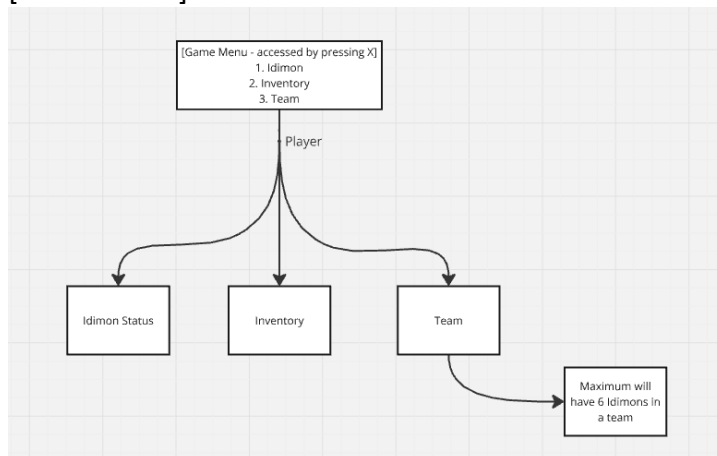 [Game Menu - accessed by pressing X]
1. Idimon
2. Inventory
3. Team
Player
Idimon Status
Inventory
Team
Maximum will
have 6 Idimons in
a team